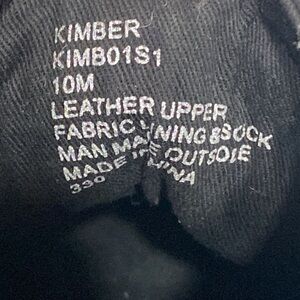 KIMBER
KIMB01S1
10M
LEATHER UPPER
FABRIC LINING & SOCK
MAN MADE OUTSOLE
MADE IN CHINA
330